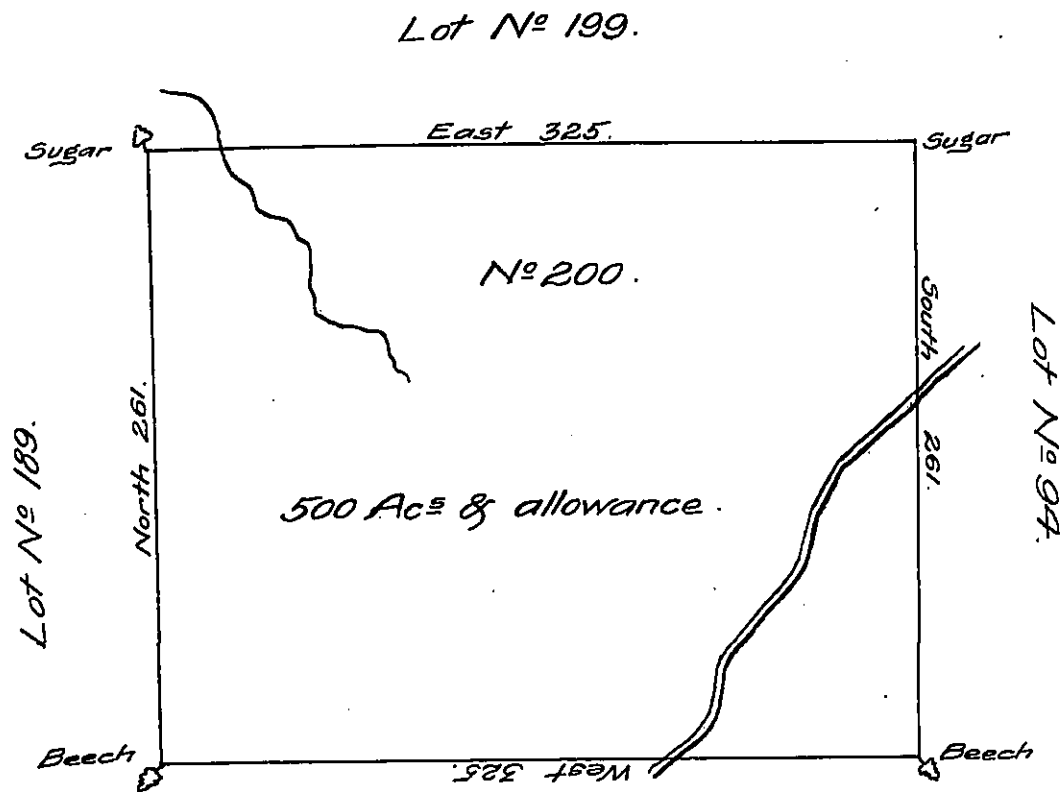 Lot Nº 199.
East 325.
Sugar
Sugar
Nº 200.
South 261.
Lot Nº 94.
North 261.
Lot Nº 189.
500 Acs & allowance.
Beech
West 325.
Beech